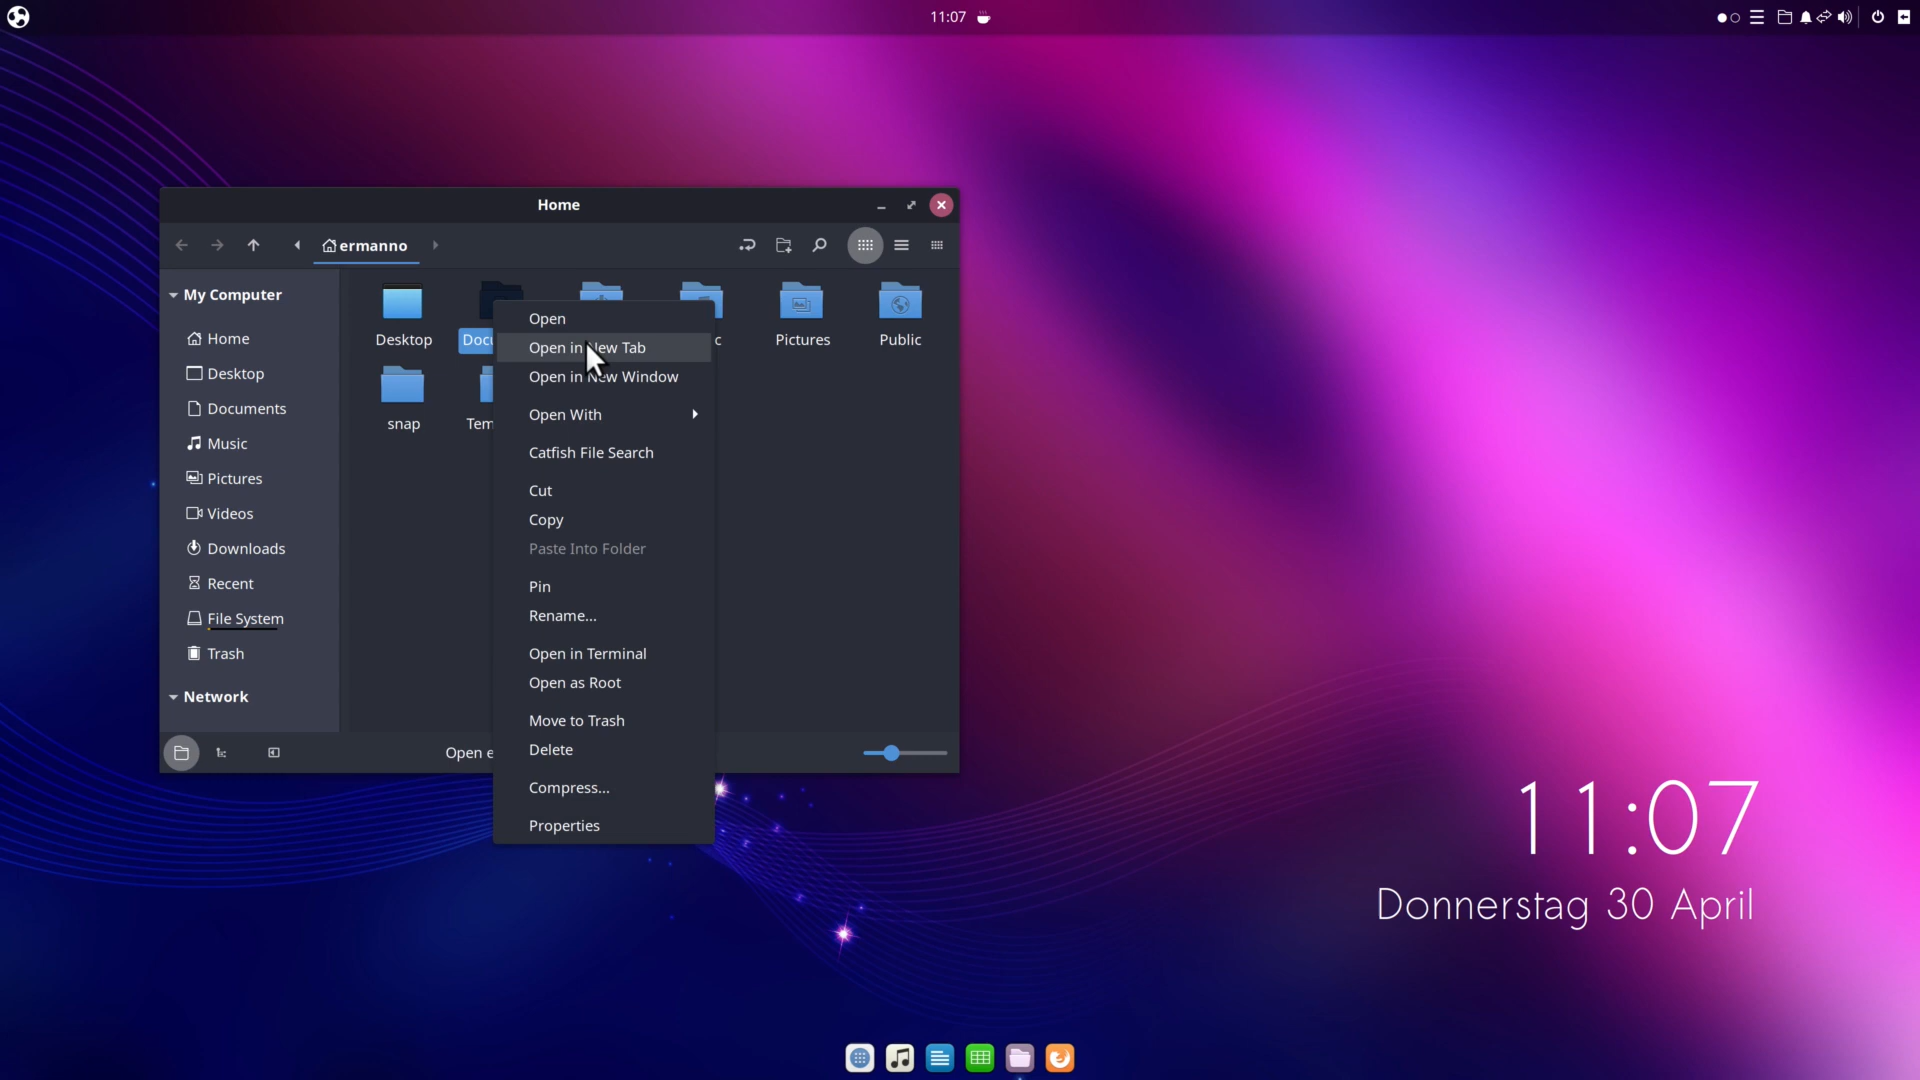 11:07
Home
ermanno
My Computer
Home
Desktop
Documents
Music
Pictures
Videos
Downloads
Recent
File System
Trash
Network
Desktop
Docu
c
Pictures
Public
snap
Tem
Open
Open in New Tab
Open in New Window
Open With
Catfish File Search
Cut
Copy
Paste Into Folder
Pin
Rename...
Open in Terminal
Open as Root
Move to Trash
Delete
Compress...
Properties
Open e
11:07
Donnerstag 30 April